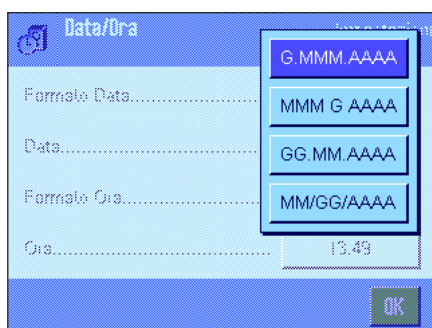 Data/Ora
G.MMM.AAAA
Formato Data
MMM G AAAA
Data
GG.MM.AAAA
Formato Ora
MM/GG/AAAA
Ora
13.49
OK